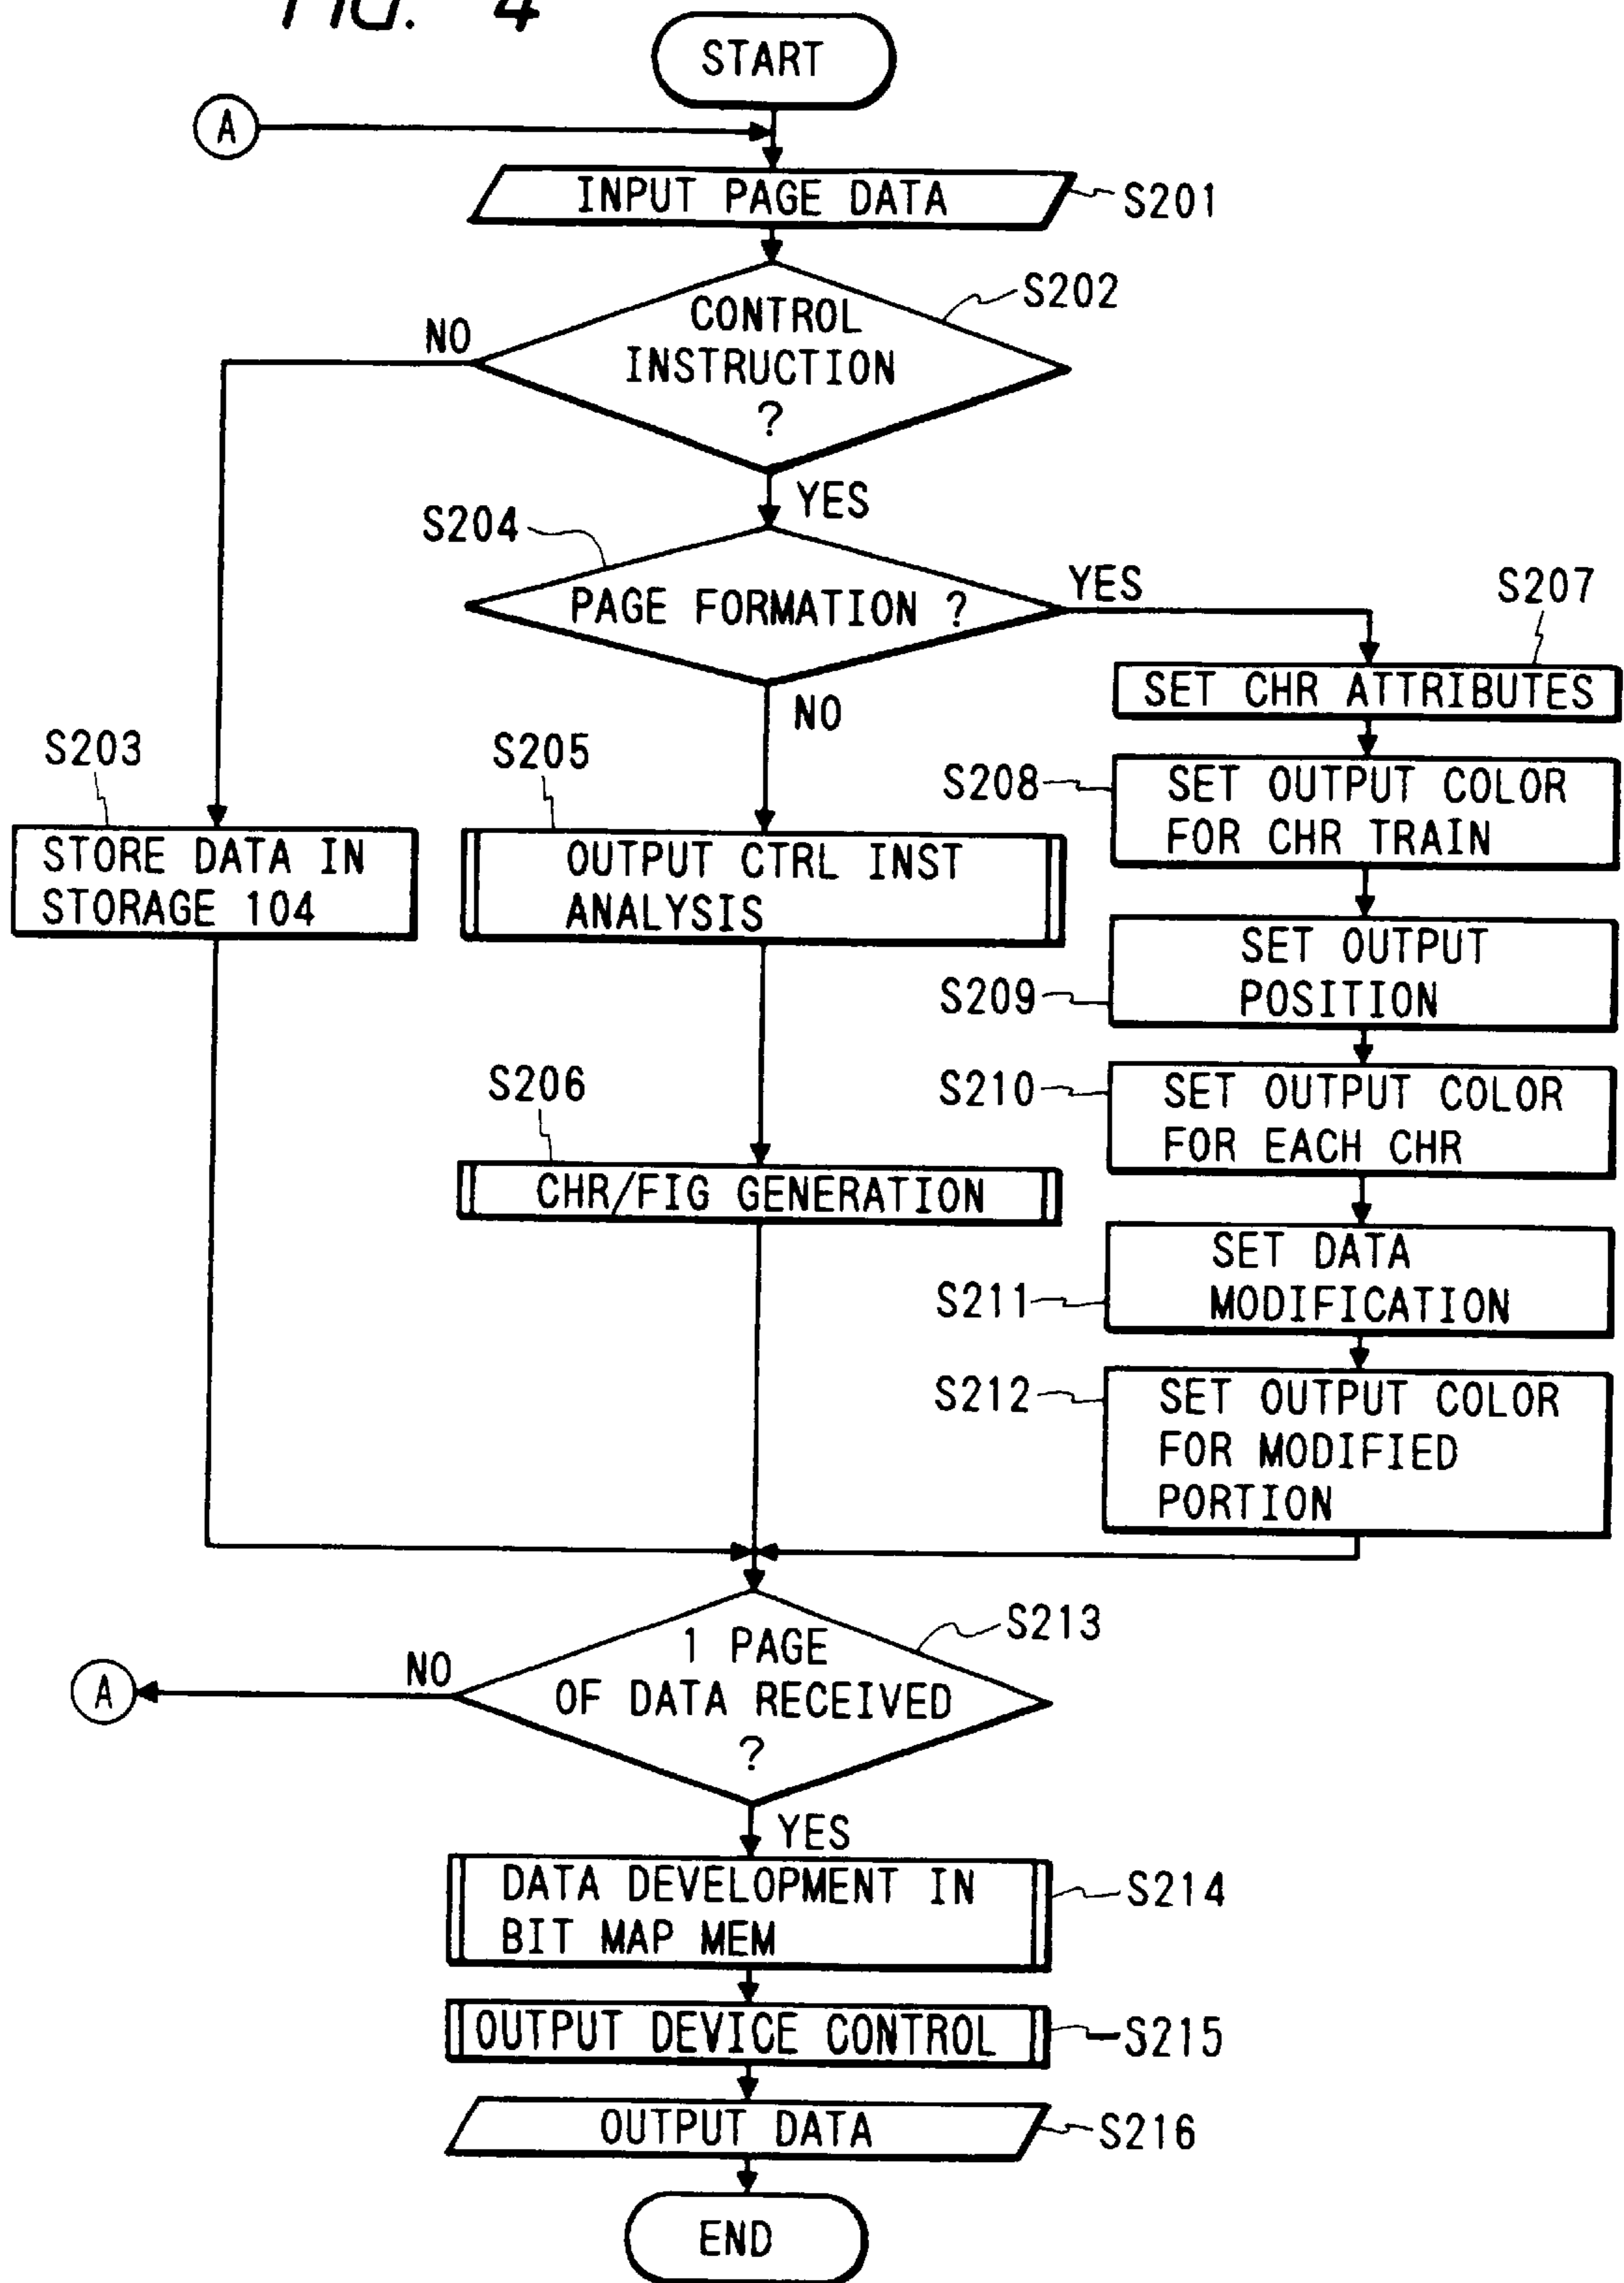 FIG. 4
START
A
INPUT PAGE DATA
S201
S202
CONTROL
INSTRUCTION
?
NO
YES
S204
PAGE FORMATION ?
YES
S207
SET CHR ATTRIBUTES
NO
S203
STORE DATA IN
STORAGE 104
S205
OUTPUT CTRL INST
ANALYSIS
S208
SET OUTPUT COLOR
FOR CHR TRAIN
SET OUTPUT
POSITION
S209
S206
CHR/FIG GENERATION
S210
SET OUTPUT COLOR
FOR EACH CHR
SET DATA
MODIFICATION
S211
S212
SET OUTPUT COLOR
FOR MODIFIED
PORTION
S213
1 PAGE
OF DATA RECEIVED
?
NO
A
YES
DATA DEVELOPMENT IN
BIT MAP MEM
S214
OUTPUT DEVICE CONTROL
S215
OUTPUT DATA
S216
END